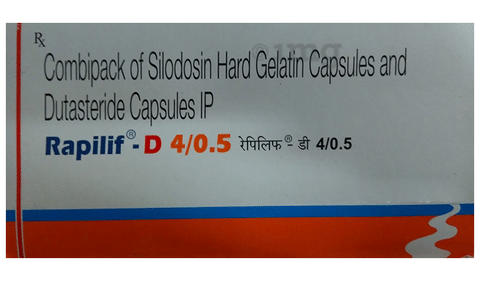 Rx
Combipack of Silodosin Hard Gelatin Capsules and
Dutasteride Capsules IP
Rapilif®-D 4/0.5 रेपिलिफ®- डी 4/0.5